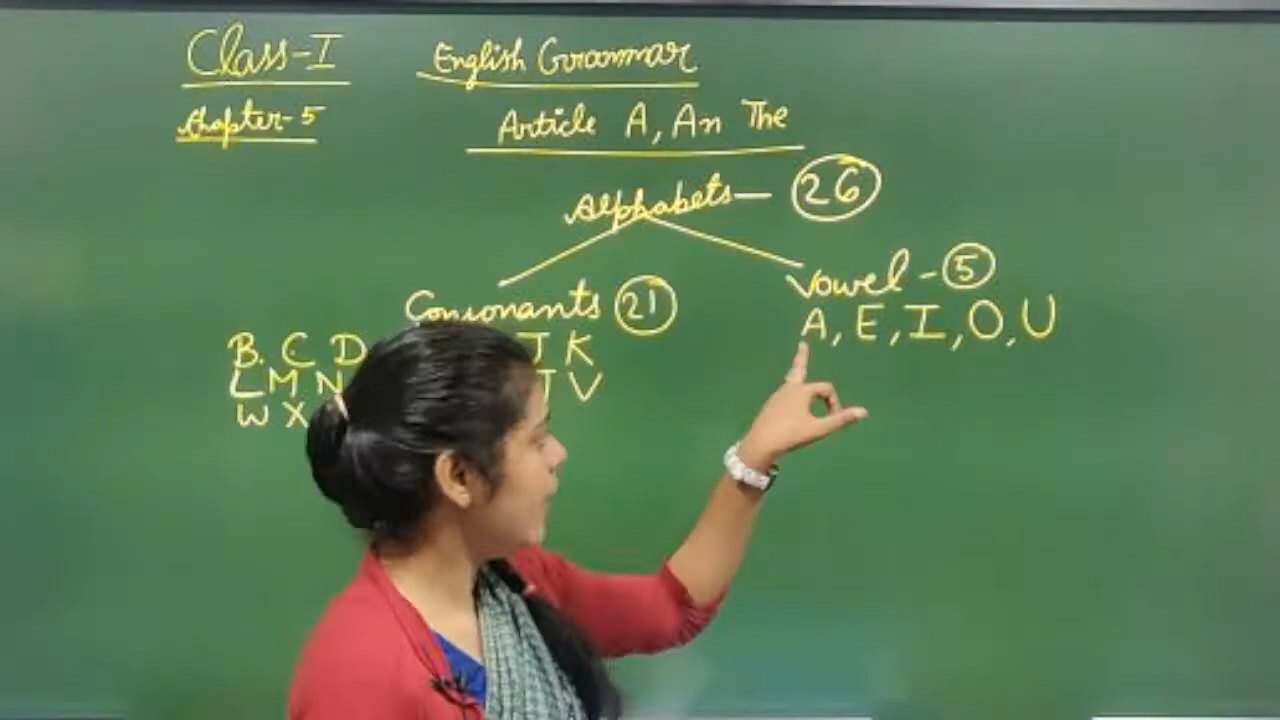 Class-I English Grammar
Chapter-5 Article A, An The
Alphabets— 26
Vowel - 5
Consonants 21
A, E, I, O, U
B. C D J K
L M N V
W X